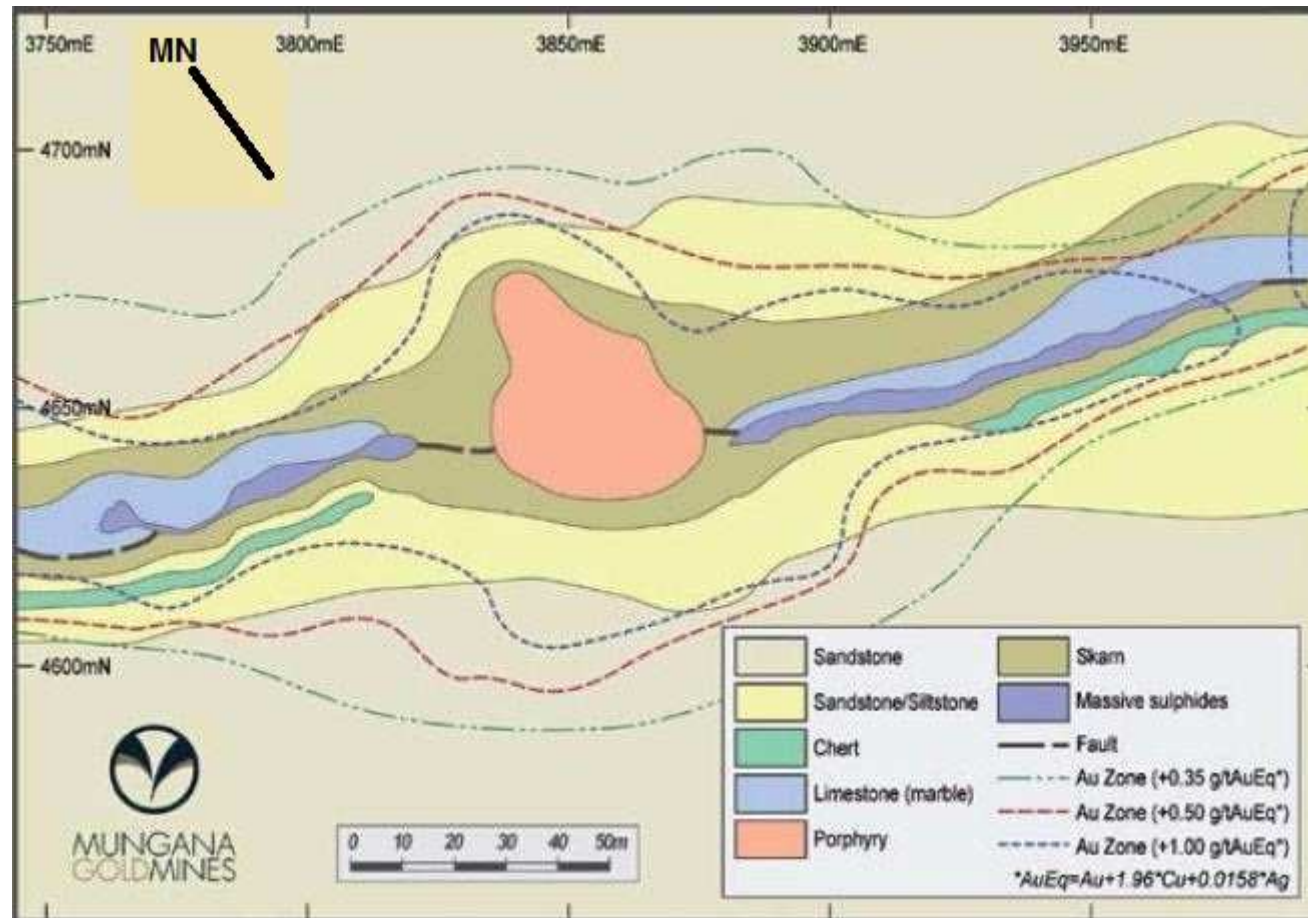 3750mE 3800mE 3850mE 3900mE 3950mE
MN
4700mN
4650mN
4600mN
Sandstone
Sandstone/Siltstone
Chert
Limestone (marble)
Porphyry
Skarn
Massive sulphides
Fault
Au Zone (+0.35 g/tAuEq*)
Au Zone (+0.50 g/tAuEq*)
Au Zone (+1.00 g/tAuEq*)
*AuEq=Au+1.96*Cu+0.0158*Ag
MUNGANA
GOLDMINES
0 10 20 30 40 50m